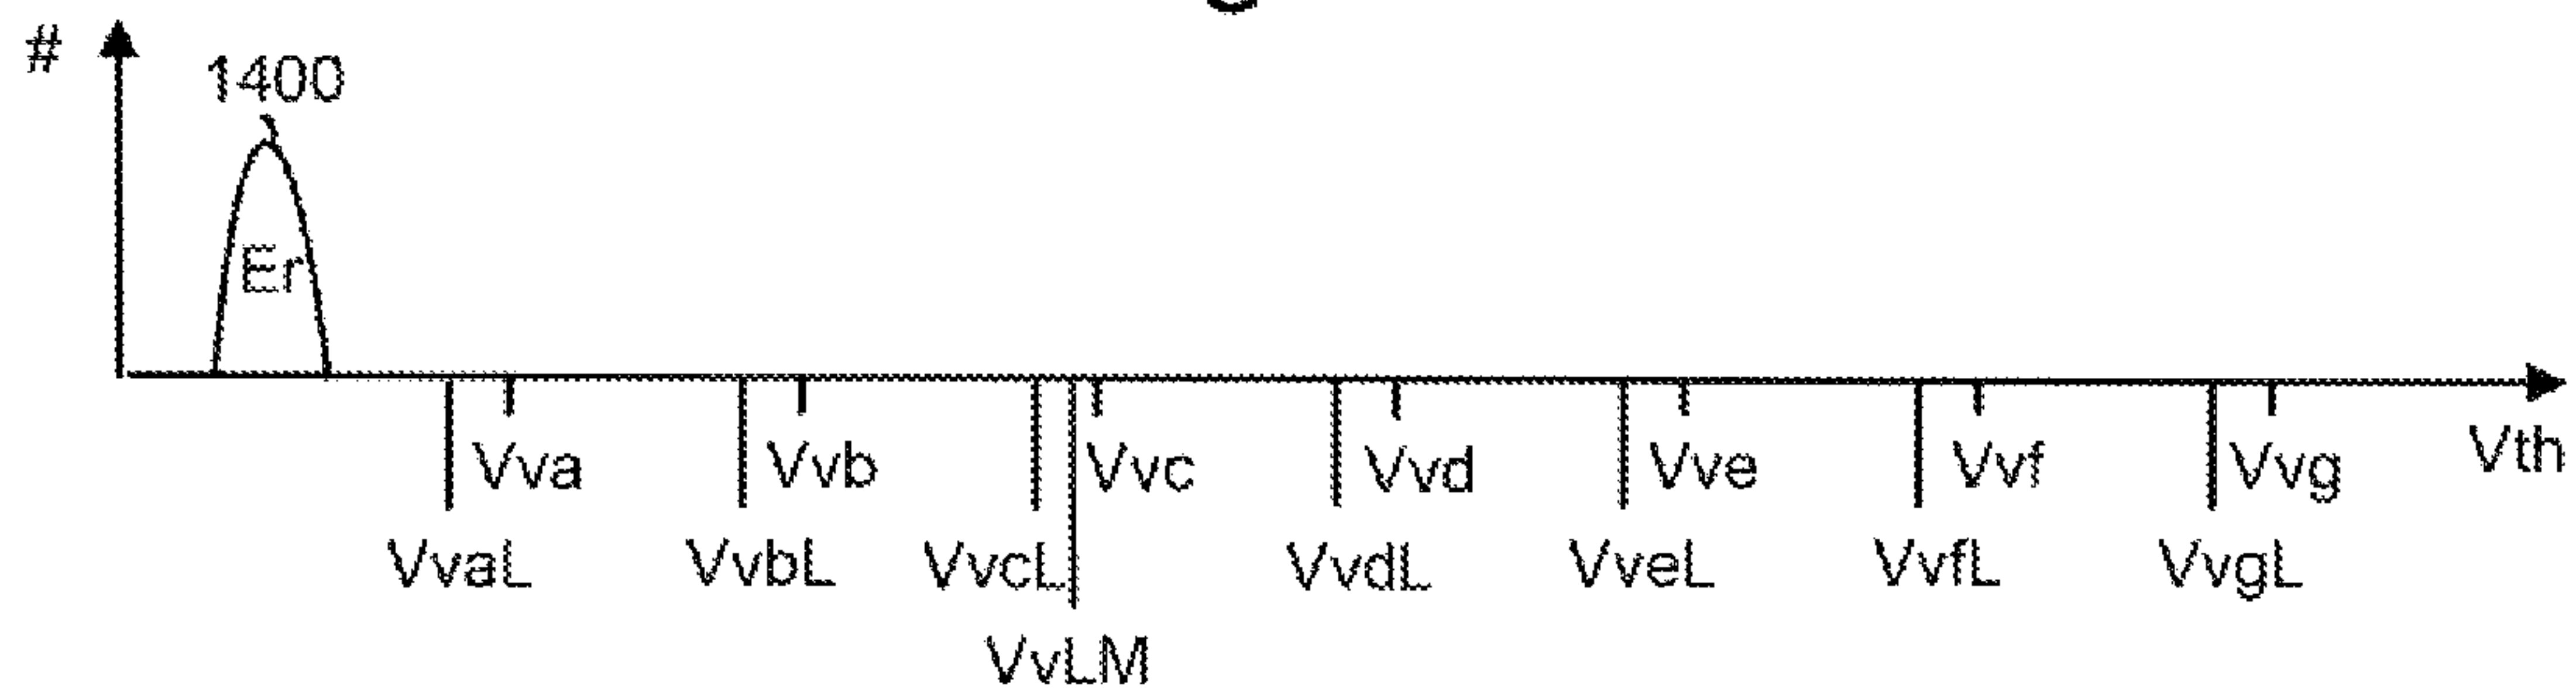 #
1400
Er
Vva Vvb Vvc Vvd Vve Vvf Vvg Vth
VvaL VvbL VvcL VvdL VveL VvfL VvgL
VvLM